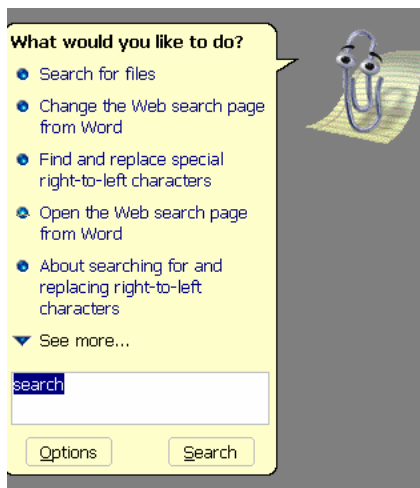 What would you like to do?
Search for files
Change the Web search page
from Word
Find and replace special
right-to-left characters
Open the Web search page
from Word
About searching for and
replacing right-to-left
characters
See more...
search
Options
Search